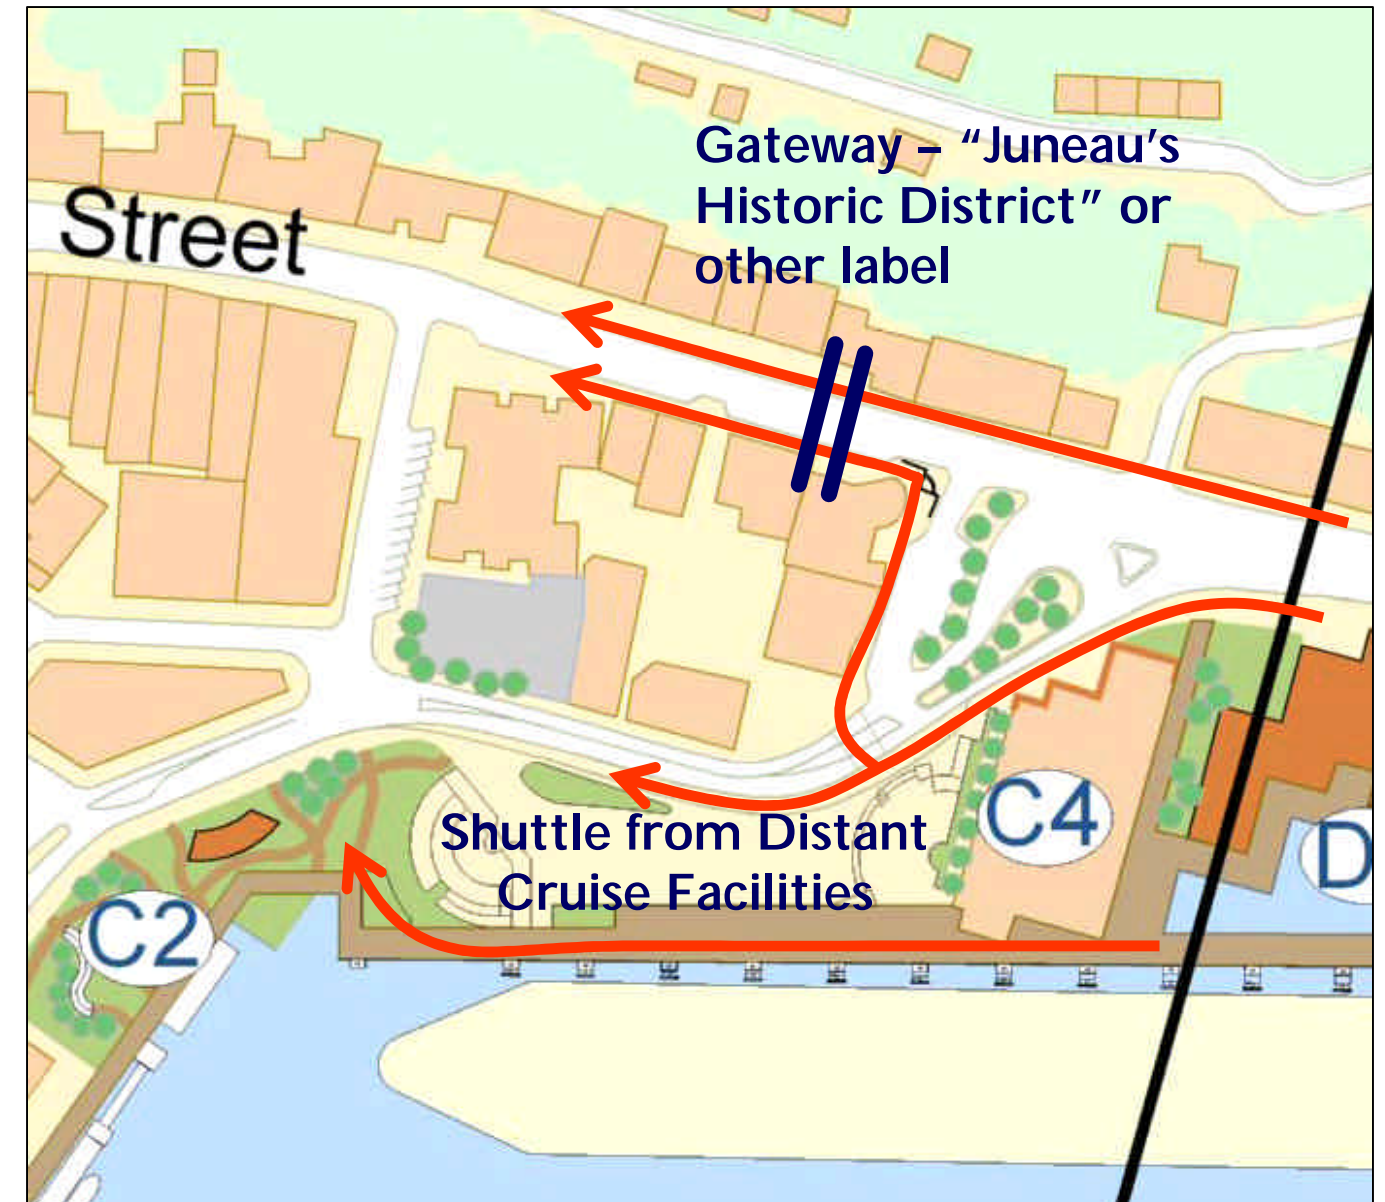 Gateway – “Juneau’s
Historic District” or
other label
Street
Shuttle from Distant
Cruise Facilities
C4
D
C2